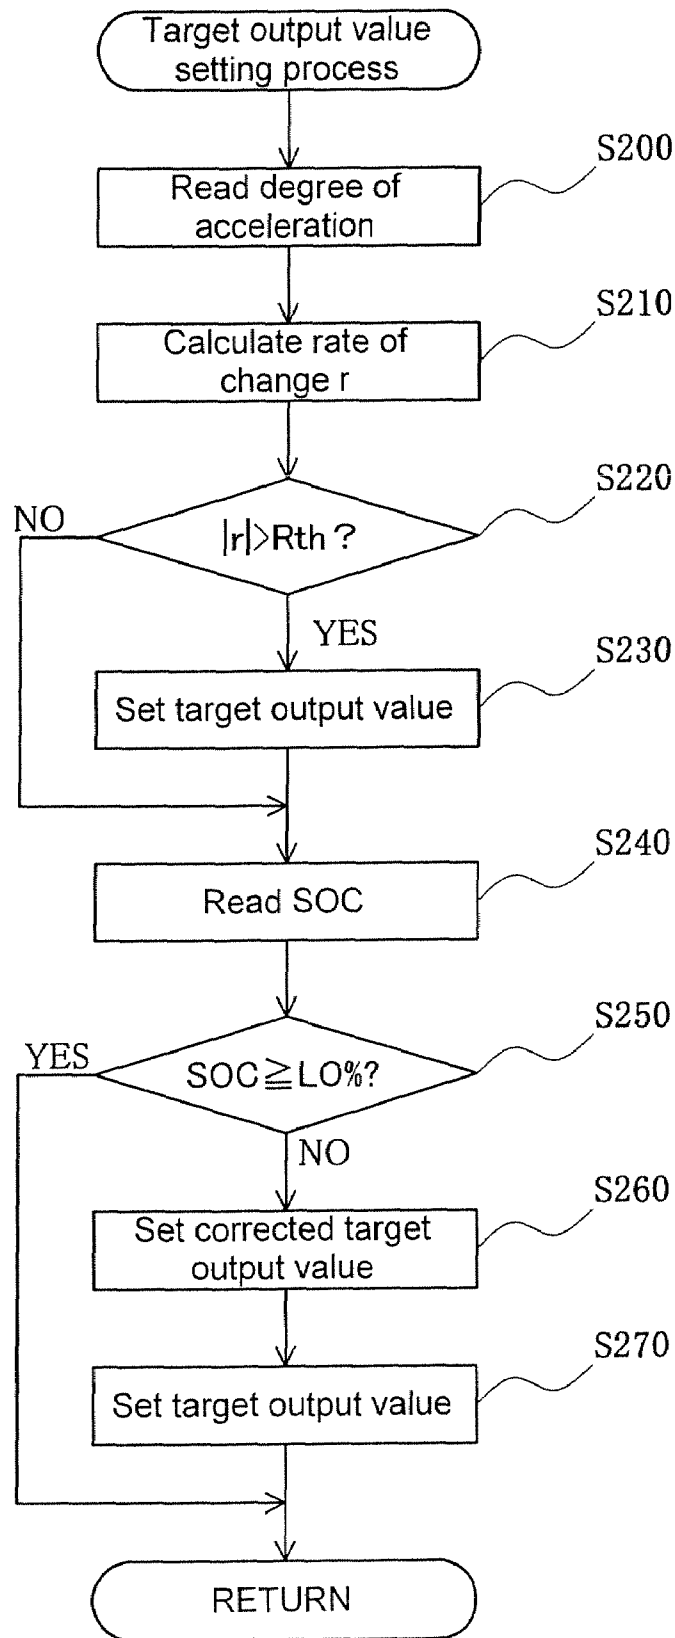 Target output value
setting process
S200
Read degree of
acceleration
S210
Calculate rate of
change r
S220
|r|>Rth ?
NO
YES
S230
Set target output value
S240
Read SOC
S250
SOC≧LO%?
YES
NO
S260
Set corrected target
output value
S270
Set target output value
RETURN